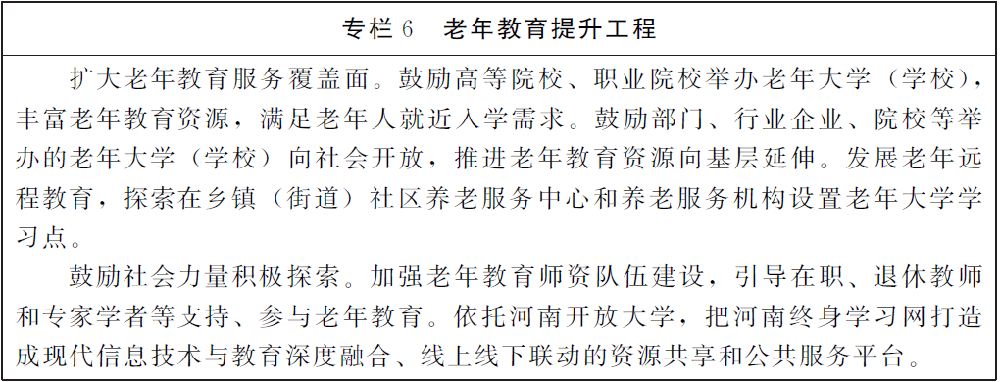 专栏6 老年教育提升工程
扩大老年教育服务覆盖面。鼓励高等院校、职业院校举办老年大学（学校），
丰富老年教育资源，满足老年人就近入学需求。鼓励部门、行业企业、院校等举
办的老年大学（学校）向社会开放，推进老年教育资源向基层延伸。发展老年远
程教育，探索在乡镇（街道）社区养老服务中心和养老服务机构设置老年大学学
习点。
鼓励社会力量积极探索。加强老年教育师资队伍建设，引导在职、退休教师
和专家学者等支持、参与老年教育。依托河南开放大学，把河南终身学习网打造
成现代信息技术与教育深度融合、线上线下联动的资源共享和公共服务平台。